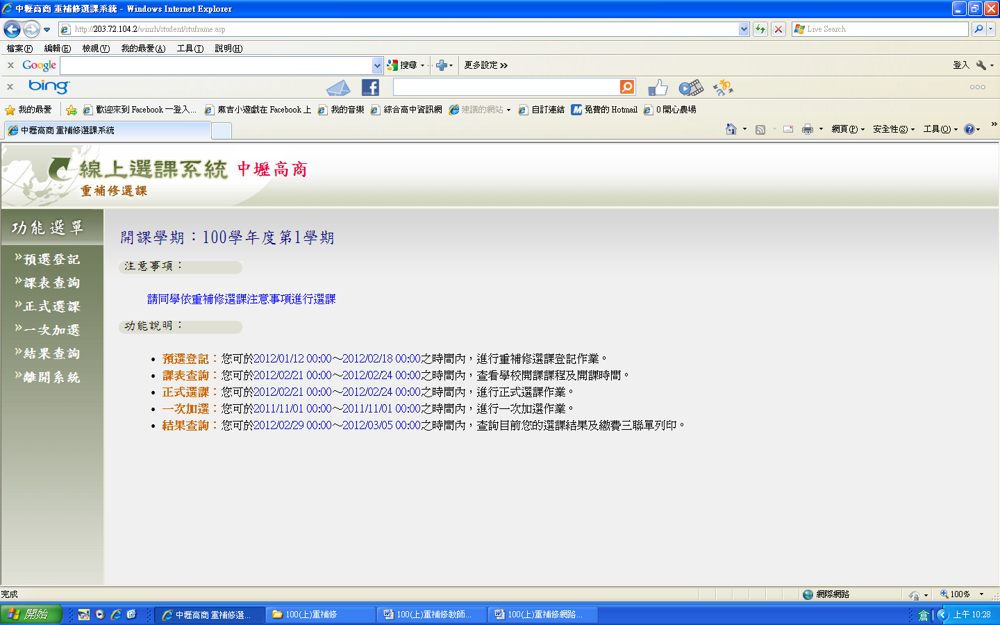 中壢高商 重補修選課系統 - Windows Internet Explorer
http://203.72.104.2/winrh/student/stuframe.asp
Live Search
檔案(F) 編輯(E) 檢視(V) 我的最愛(A) 工具(T) 說明(H)
x Google 搜尋 更多設定 >> 登入
x bing
我的最愛 歡迎來到 Facebook 一登入... 麻吉小遊戲在 Facebook 上 我的音樂 綜合高中資訊網 建議的網站 自訂連結 免費的 Hotmail 0 開心農場
中壢高商 重補修選課系統 網頁(P) 安全性(S) 工具(O)
線上選課系統 中壢高商
重補修選課
功能選單
預選登記
課表查詢
正式選課
一次加選
結果查詢
離開系統
開課學期：100學年度第1學期
注意事項：
請同學依重補修選課注意事項進行選課
功能說明：
• 預選登記：您可於2012/01/12 00:00～2012/02/18 00:00之時間內，進行重補修選課登記作業。
• 課表查詢：您可於2012/02/21 00:00～2012/02/24 00:00之時間內，查看學校開課課程及開課時間。
• 正式選課：您可於2012/02/21 00:00～2012/02/24 00:00之時間內，進行正式選課作業。
• 一次加選：您可於2011/11/01 00:00～2011/11/01 00:00之時間內，進行一次加選作業。
• 結果查詢：您可於2012/02/29 00:00～2012/03/05 00:00之時間內，查詢目前您的選課結果及繳費三聯單列印。
完成 網際網路 100%
開始 中壢高商 重補修選... 100(上)重補修 100(上)重補修教師... 100(上)重補修網路... 倉 上午 10:28